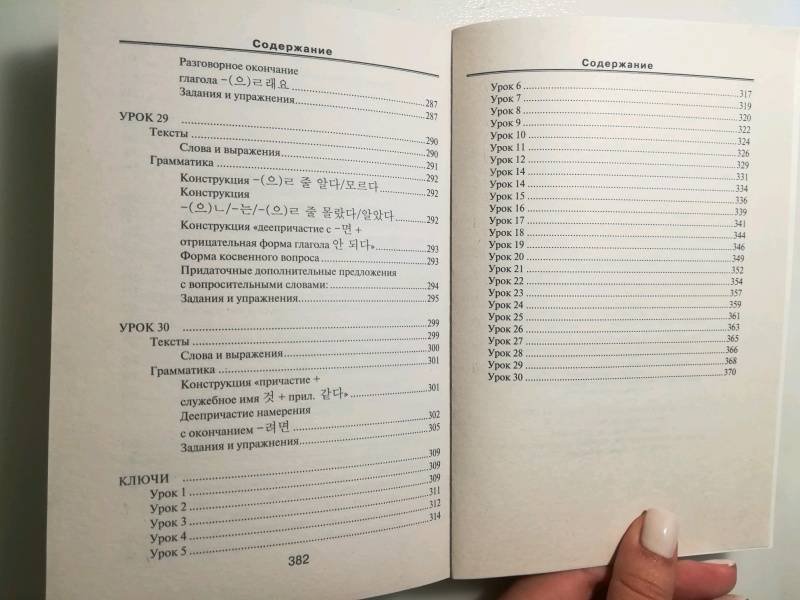 Содержание
Разговорное окончание
глагола -(으)ㄹ래요 ........ 287
Задания и упражнения ........ 287
УРОК 29 ........ 290
Тексты ........ 290
Слова и выражения ........ 291
Грамматика ........ 292
Конструкция -(으)ㄹ 줄 알다/모르다 ........ 292
Конструкция
-(으)ㄴ/-는/-(으)ㄹ 줄 몰랐다/알았다 ........ 292
Конструкция «деепричастие с -면 +
отрицательная форма глагола 안 되다» ........ 293
Форма косвенного вопроса ........ 293
Придаточные дополнительные предложения
с вопросительными словами: ........ 294
Задания и упражнения ........ 295
УРОК 30 ........ 299
Тексты ........ 299
Слова и выражения ........ 300
Грамматика ........ 301
Конструкция «причастие +
служебное имя 것 + прил. 같다» ........ 301
Деепричастие намерения
с окончанием -려면 ........ 302
Задания и упражнения ........ 305
КЛЮЧИ ........ 309
Урок 1 ........ 309
Урок 2 ........ 309
Урок 3 ........ 311
Урок 4 ........ 312
Урок 5 ........ 314
382
Содержание
Урок 6 ........ 317
Урок 7 ........ 319
Урок 8 ........ 320
Урок 9 ........ 322
Урок 10 ........ 324
Урок 11 ........ 326
Урок 12 ........ 329
Урок 14 ........ 331
Урок 14 ........ 334
Урок 15 ........ 336
Урок 16 ........ 339
Урок 17 ........ 341
Урок 18 ........ 344
Урок 19 ........ 346
Урок 20 ........ 349
Урок 21 ........ 352
Урок 22 ........ 354
Урок 23 ........ 357
Урок 24 ........ 359
Урок 25 ........ 361
Урок 26 ........ 363
Урок 27 ........ 365
Урок 28 ........ 366
Урок 29 ........ 368
Урок 30 ........ 370